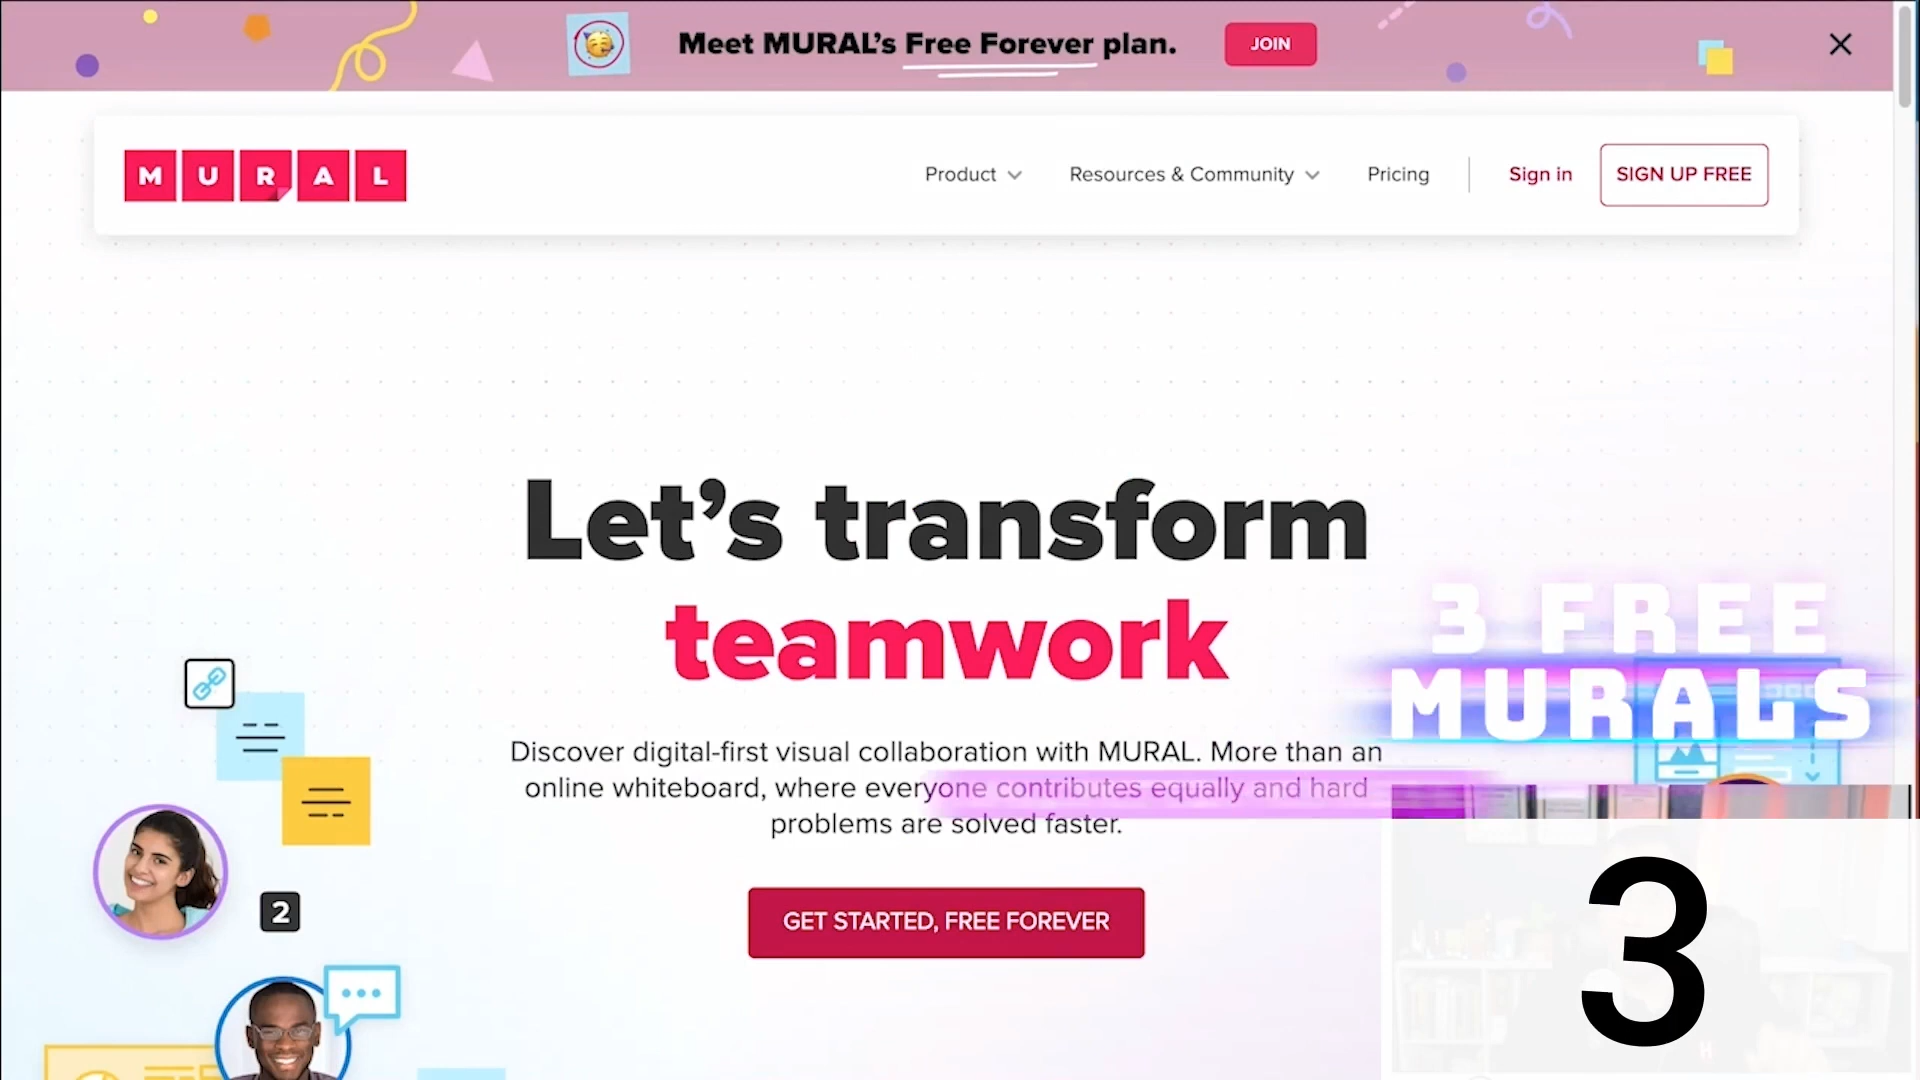 Meet MURAL’s Free Forever plan.
JOIN
MURAL
Product
Resources & Community
Pricing
Sign in
SIGN UP FREE
Let’s transform
teamwork
3 FREE
MURALS
Discover digital-first visual collaboration with MURAL. More than an
online whiteboard, where everyone contributes equally and hard
problems are solved faster.
2
GET STARTED, FREE FOREVER
3